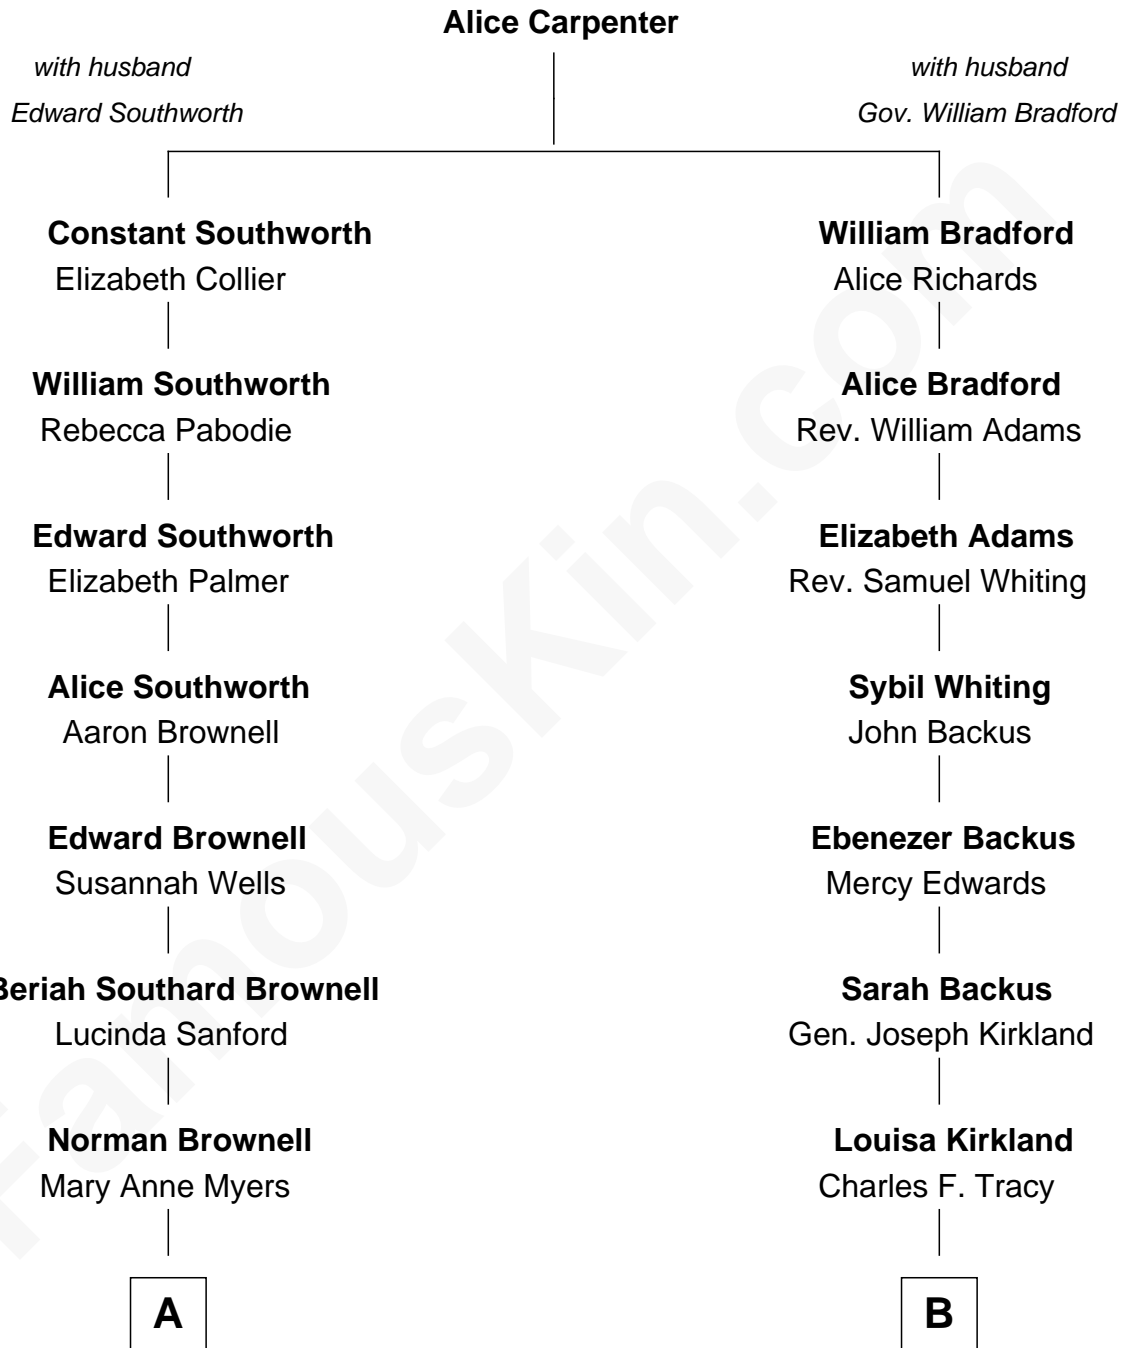 Alice Carpenter
with husband
Edward Southworth
with husband
Gov. William Bradford
Constant Southworth
Elizabeth Collier
William Bradford
Alice Richards
William Southworth
Rebecca Pabodie
Alice Bradford
Rev. William Adams
Edward Southworth
Elizabeth Palmer
Elizabeth Adams
Rev. Samuel Whiting
Alice Southworth
Aaron Brownell
Sybil Whiting
John Backus
Edward Brownell
Susannah Wells
Ebenezer Backus
Mercy Edwards
Beriah Southard Brownell
Lucinda Sanford
Sarah Backus
Gen. Joseph Kirkland
Norman Brownell
Mary Anne Myers
Louisa Kirkland
Charles F. Tracy
A
B
FamousKin.com